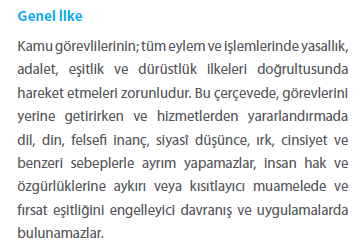 Genel İlke
Kamu görevlilerinin; tüm eylem ve işlemlerinde yasallık,
adalet, eşitlik ve dürüstlük ilkeleri doğrultusunda
hareket etmeleri zorunludur. Bu çerçevede, görevlerini
yerine getirirken ve hizmetlerden yararlandırmada
dil, din, felsefi inanç, siyasî düşünce, ırk, cinsiyet ve
benzeri sebeplerle ayrım yapamazlar, insan hak ve
özgürlüklerine aykırı veya kısıtlayıcı muamelede ve
fırsat eşitliğini engelleyici davranış ve uygulamalarda
bulunamazlar.